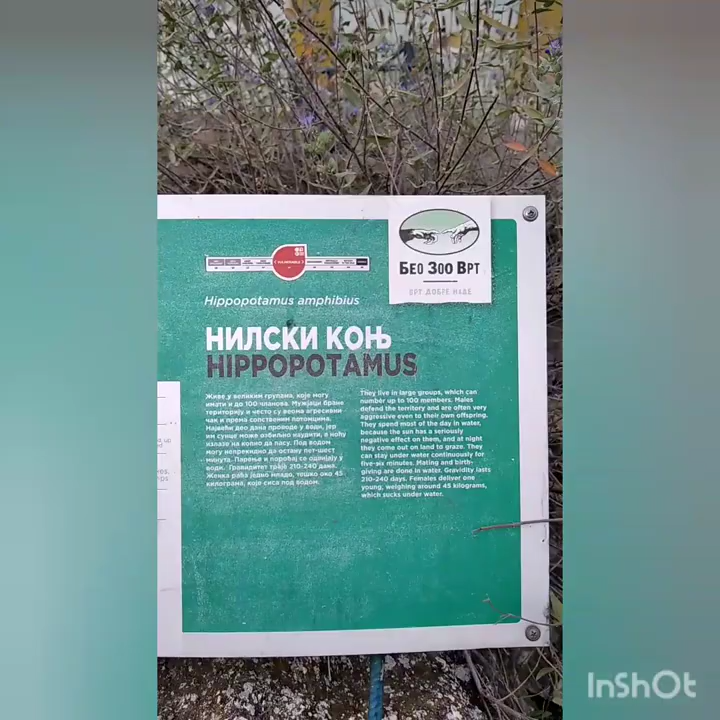 БЕО ЗОО ВРТ
ВРТ ДОБРЕ НАДЕ
VULNERABLE
Hippopotamus amphibius
НИЛСКИ КОЊ
HIPPOPOTAMUS
Живе у великим групама, које могу
имати и до 100 чланова. Мужјаци бране
територију и често су веома агресивни
чак и према сопственим потомцима.
Највећи део дана проводе у води, јер
им сунце може озбиљно наудити, а ноћу
излазе на копно да пасу. Под водом
могу непрекидно да остану пет-шест
минута. Парење и порођај се одвијају у
води. Гравидитет траје 210-240 дана.
Женка рађа једно младо, тешко око 45
килограма, које сиса под водом.
They live in large groups, which can
number up to 100 members. Males
defend the territory and are often very
aggressive even to their own offspring.
They spend most of the day in water,
because the sun has a seriously
negative effect on them, and at night
they come out on land to graze. They
can stay under water continuously for
five-six minutes. Mating and birth-
giving are done in water. Gravidity lasts
210-240 days. Females deliver one
young, weighing around 45 kilograms,
which sucks under water.
InShOt